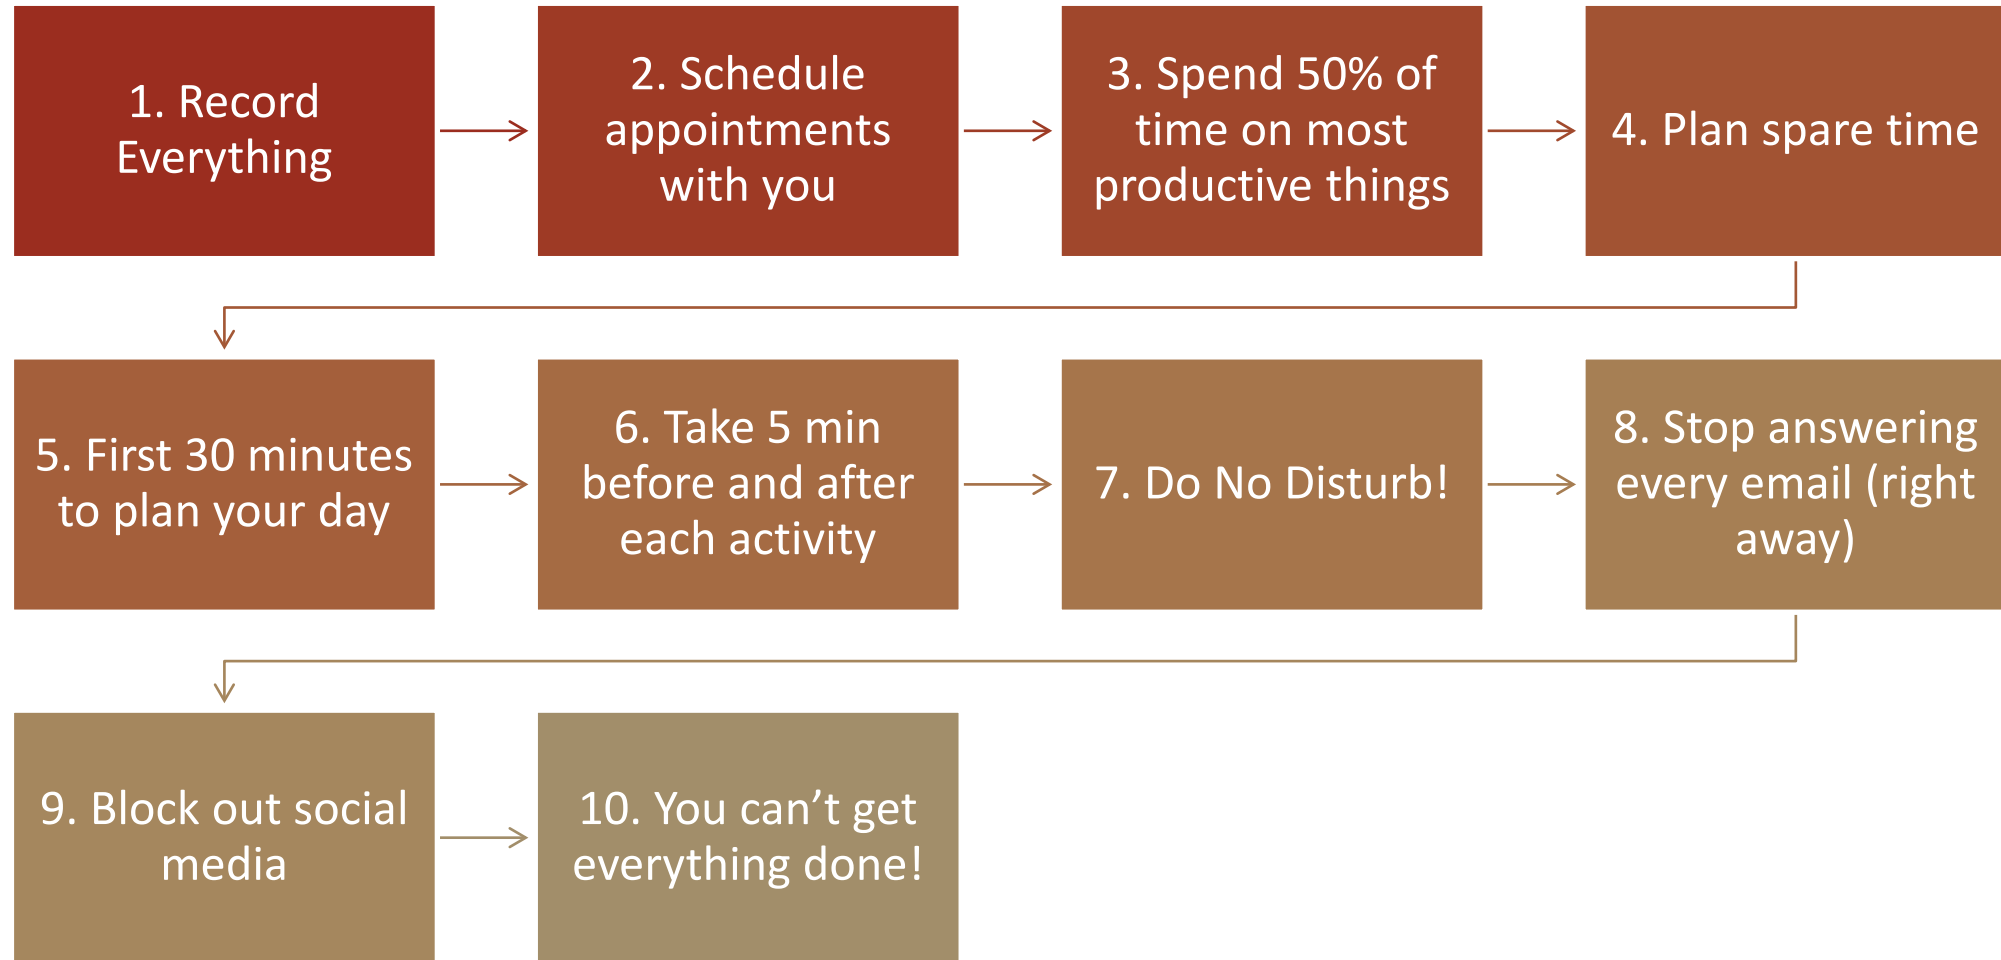 1. Record
Everything
2. Schedule
appointments
with you
3. Spend 50% of
time on most
productive things
4. Plan spare time
5. First 30 minutes
to plan your day
6. Take 5 min
before and after
each activity
7. Do No Disturb!
8. Stop answering
every email (right
away)
9. Block out social
media
10. You can’t get
everything done!